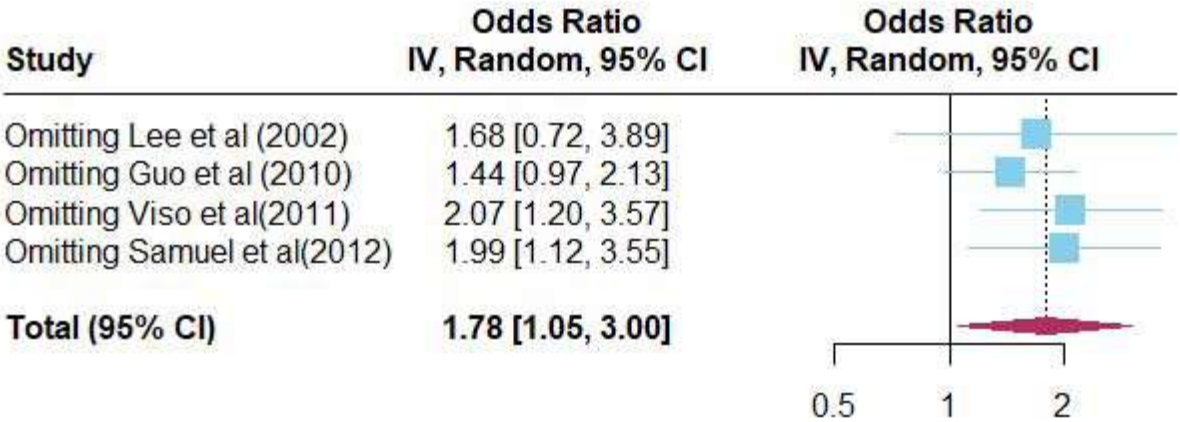 Odds Ratio Odds Ratio
Study IV, Random, 95% CI IV, Random, 95% CI
Omitting Lee et al (2002) 1.68 [0.72, 3.89]
Omitting Guo et al (2010) 1.44 [0.97, 2.13]
Omitting Viso et al(2011) 2.07 [1.20, 3.57]
Omitting Samuel et al(2012) 1.99 [1.12, 3.55]
Total (95% CI) 1.78 [1.05, 3.00]
0.5 1 2